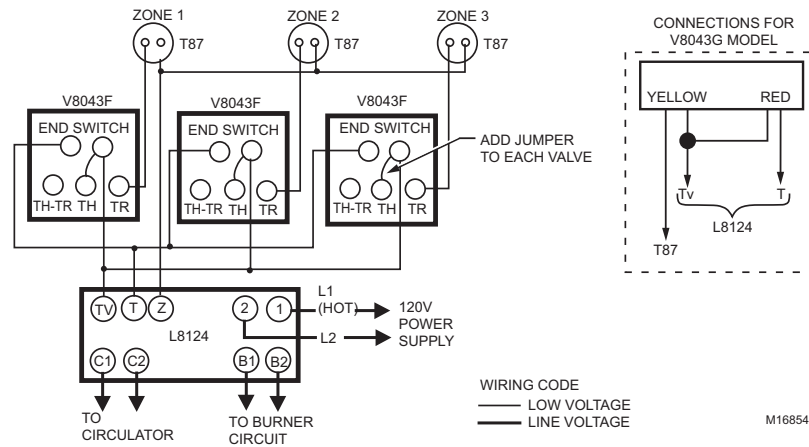 ZONE 1
ZONE 2
ZONE 3
T87
T87
T87
V8043F
V8043F
V8043F
END SWITCH
END SWITCH
END SWITCH
TH-TR TH TR
TH-TR TH TR
TH-TR TH TR
ADD JUMPER
TO EACH VALVE
TV T Z
2 1
L8124
C1 C2
B1 B2
L1
(HOT)
L2
120V
POWER
SUPPLY
TO
CIRCULATOR
TO BURNER
CIRCUIT
CONNECTIONS FOR
V8043G MODEL
YELLOW RED
Tv T
L8124
T87
WIRING CODE
LOW VOLTAGE
LINE VOLTAGE
M16854